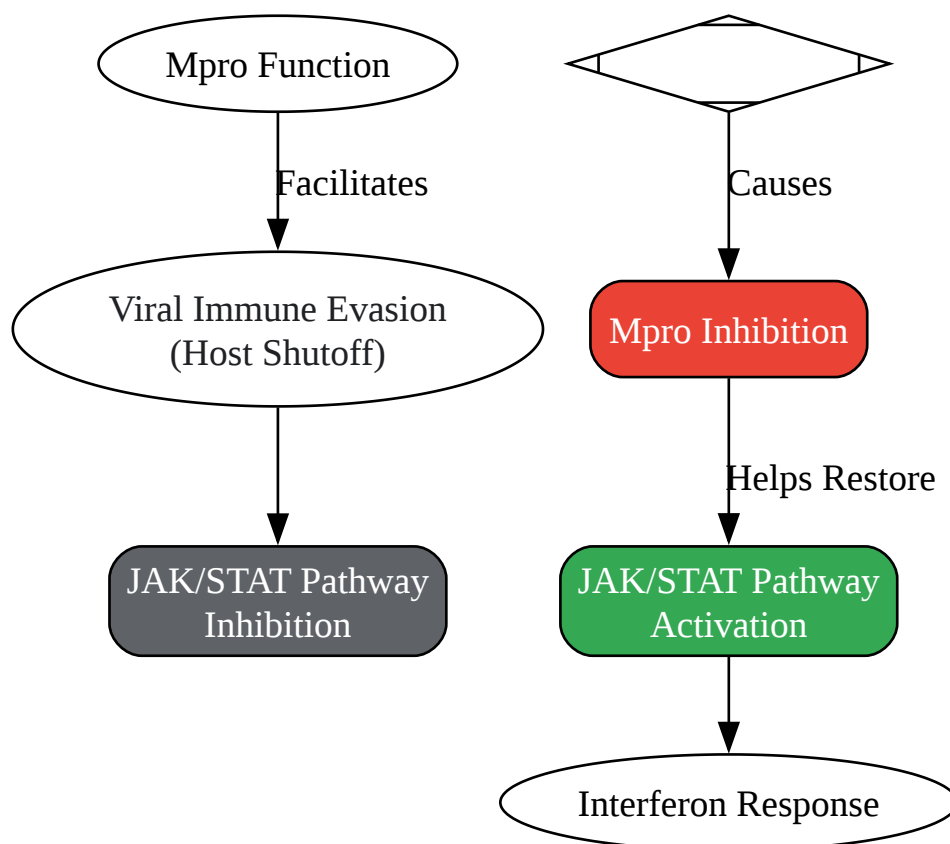 Mpro Function
Facilitates
Causes
Viral Immune Evasion
(Host Shutoff)
Mpro Inhibition
Helps Restore
JAK/STAT Pathway
Inhibition
JAK/STAT Pathway
Activation
Interferon Response